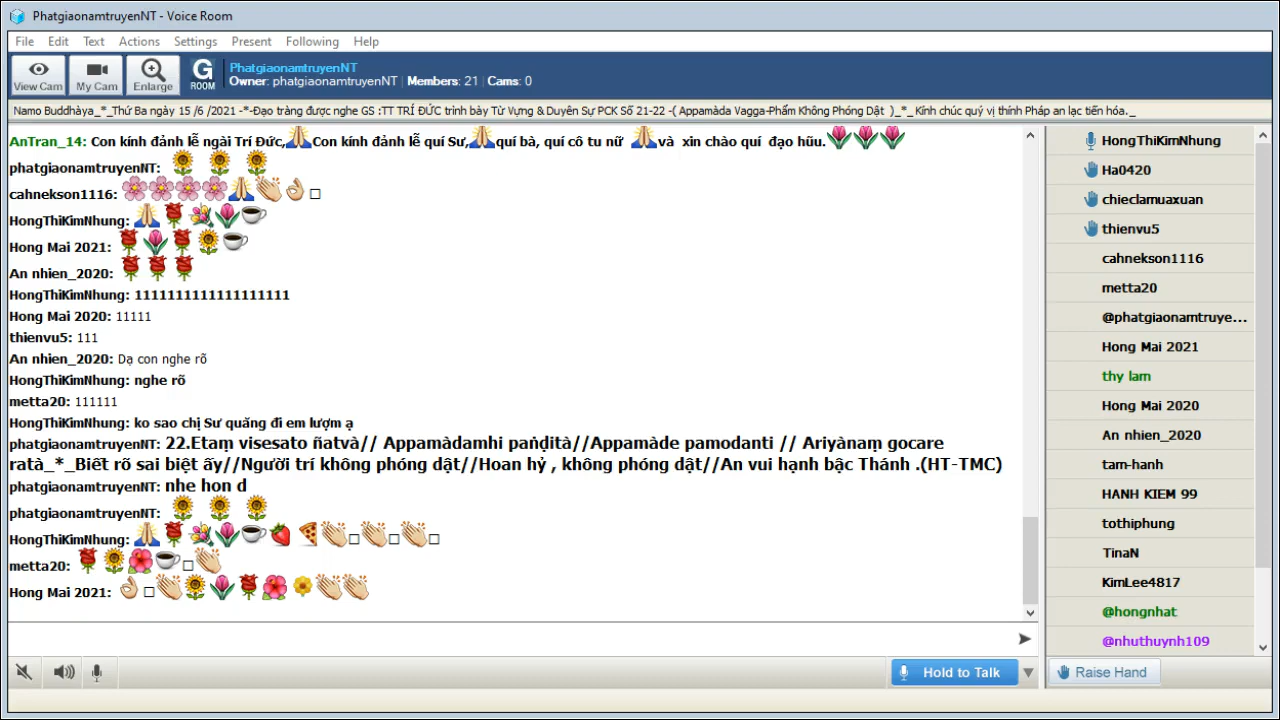 PhatgiaonamtruyenNT - Voice Room
File Edit Text Actions Settings Present Following Help
View Cam My Cam Enlarge G ROOM
PhatgiaonamtruyenNT
Owner: phatgiaonamtruyenNT Members: 21 Cams: 0
Namo Buddhàya_*_Thứ Ba ngày 15 /6 /2021 -*-Đạo tràng được nghe GS :TT TRÍ ĐỨC trình bày Từ Vựng & Duyên Sự PCK Số 21-22 -( Appamàda Vagga-Phẩm Không Phóng Dật )_*_ Kính chúc quý vị thính Pháp an lạc tiến hóa._
AnTran_14: Con kính đảnh lễ ngài Trí Đức,🙏Con kính đảnh lễ quí Sư,🙏quí bà, quí cô tu nữ 🙏và xin chào quí đạo hữu.🌷🌷🌷
phatgiaonamtruyenNT: 🌻 🌻 🌻
cahnekson1116: 🌸🌸🌸🌸🙏👏👌□
HongThiKimNhung: 🙏🌹💐🌷☕
Hong Mai 2021: 🌹🌷🌹🌻☕
An nhien_2020: 🌹🌹🌹
HongThiKimNhung: 1111111111111111111
Hong Mai 2020: 11111
thienvu5: 111
An nhien_2020: Dạ con nghe rõ
HongThiKimNhung: nghe rõ
metta20: 111111
HongThiKimNhung: ko sao chị Sư quăng đi em lượm ạ
phatgiaonamtruyenNT: 22.Etaṃ visesato ñatvà// Appamàdamhi paṇḍità//Appamàde pamodanti // Ariyànaṃ gocare
ratà_*_Biết rõ sai biệt ấy//Người trí không phóng dật//Hoan hỷ , không phóng dật//An vui hạnh bậc Thánh .(HT-TMC)
phatgiaonamtruyenNT: nhe hon d
phatgiaonamtruyenNT: 🌻 🌻 🌻
HongThiKimNhung: 🙏🌹💐🌷☕🍓🍕👏□👏□👏□
metta20: 🌹🌻🌺☕□👏
Hong Mai 2021: 👌□👏🌻🌷🌹🌺🌼👏👏
Hold to Talk
HongThiKimNhung
Ha0420
chieclamuaxuan
thienvu5
cahnekson1116
metta20
@phatgiaonamtruye...
Hong Mai 2021
thy lam
Hong Mai 2020
An nhien_2020
tam-hanh
HANH KIEM 99
tothiphung
TinaN
KimLee4817
@hongnhat
@nhuthuynh109
Raise Hand